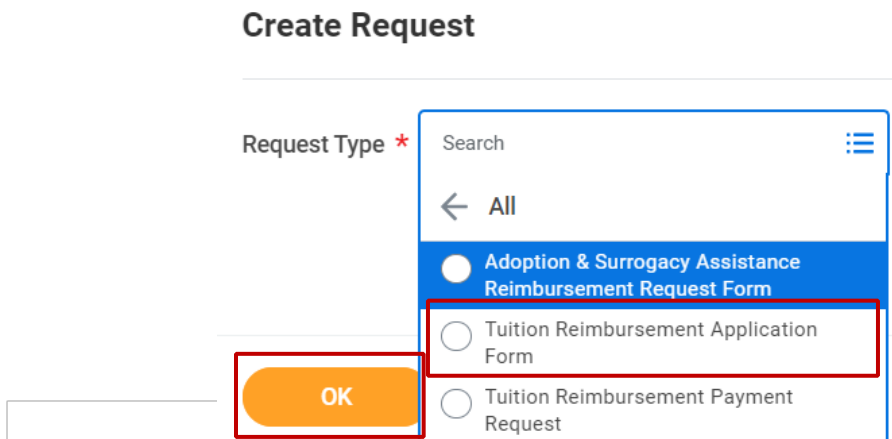 Create Request
Request Type *
Search
All
Adoption & Surrogacy Assistance
Reimbursement Request Form
Tuition Reimbursement Application
Form
OK
Tuition Reimbursement Payment
Request